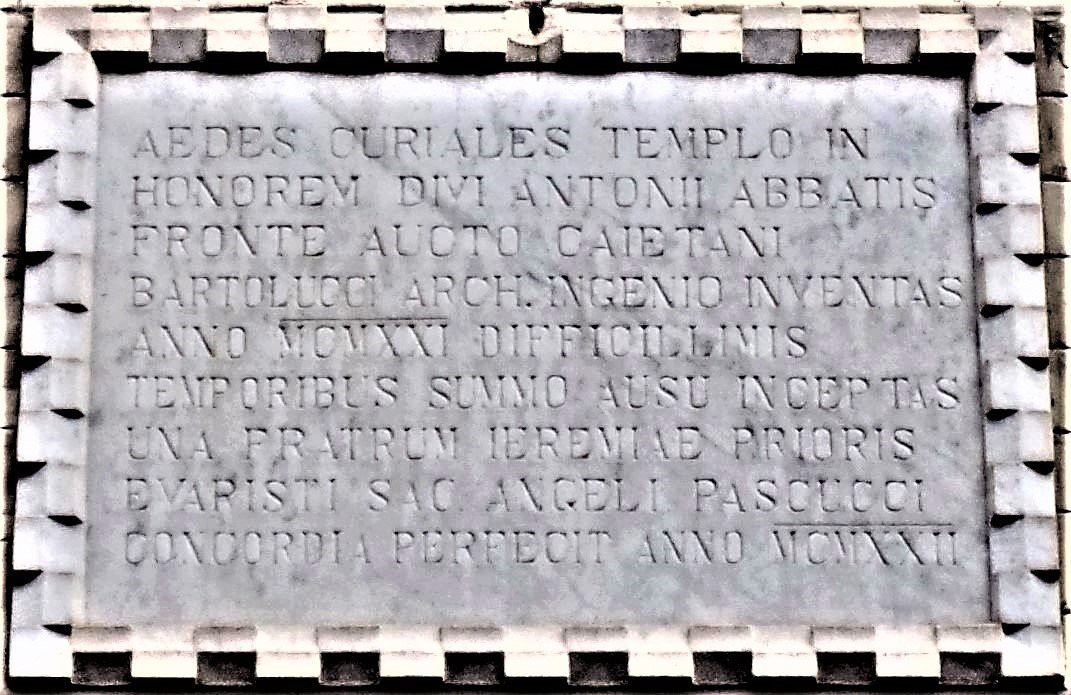 AEDES CURIALES TEMPLO IN
HONOREM DIVI ANTONII ABBATIS
FRONTE AUCTO CAIETANI
BARTOLUCCI ARCH. INGENIO INVENTAS
ANNO MCMXXI DIFFICILLIMIS
TEMPORIBUS SUMMO AUSU INCEPTAS
UNA FRATRUM IEREMIAE PRIORIS
EVARISTI SAC ANGELI PASCUCCI
CONCORDIA PERFECIT ANNO MCMXXII